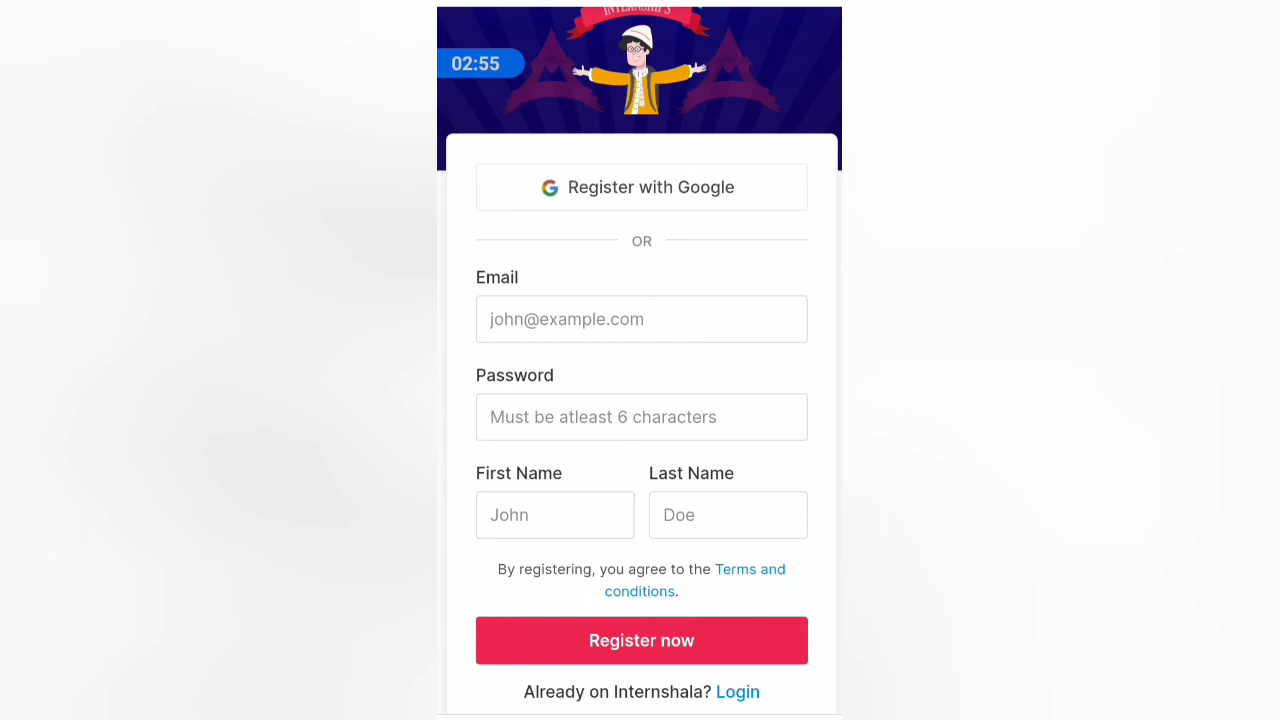 INTERNSHIPS
02:55
Register with Google
OR
Email
john@example.com
Password
Must be atleast 6 characters
First Name Last Name
John Doe
By registering, you agree to the Terms and
conditions.
Register now
Already on Internshala? Login